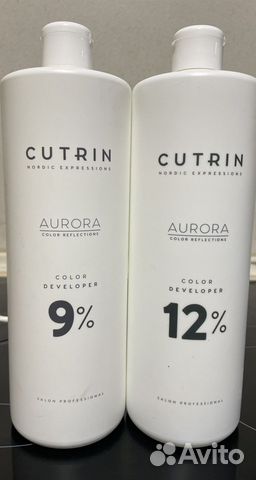 CUTRIN
NORDIC EXPRESSIONS
AURORA
COLOR REFLECTIONS
COLOR
DEVELOPER
9%
SALON PROFESSIONAL
CUTRIN
NORDIC EXPRESSIONS
AURORA
COLOR REFLECTIONS
COLOR
DEVELOPER
12%
SALON PROFESSIONAL
Avito